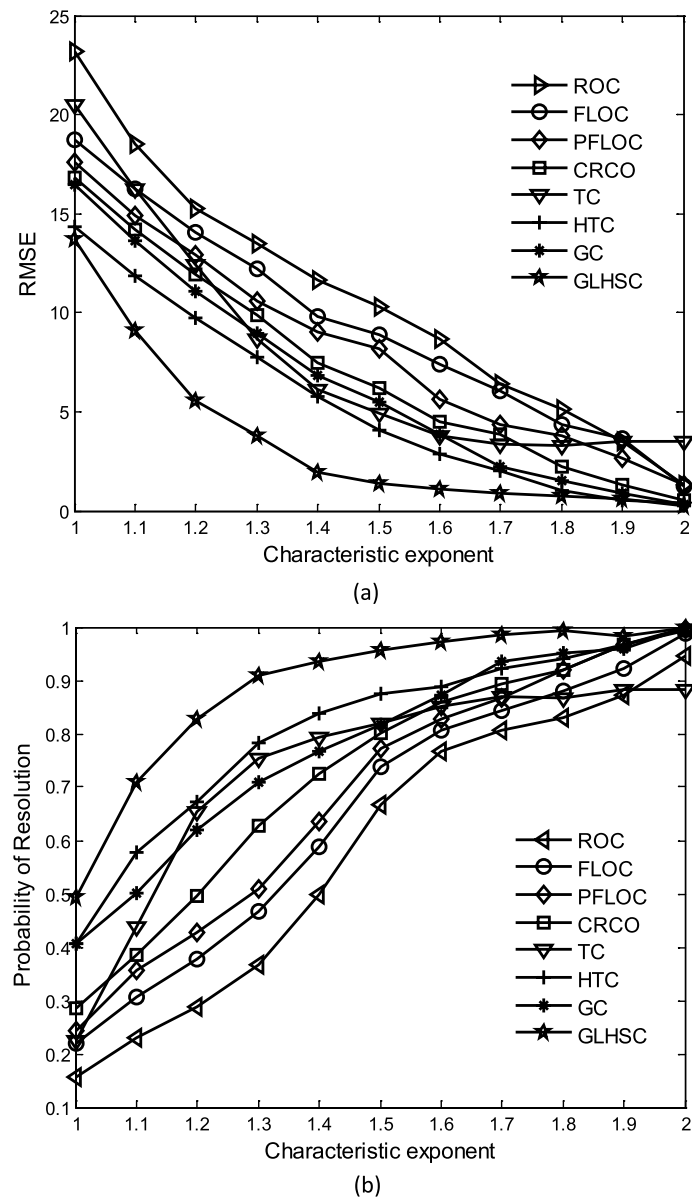 25
20
15
10
5
0
RMSE
ROC
FLOC
PFLOC
CRCO
TC
HTC
GC
GLHSC
1 1.1 1.2 1.3 1.4 1.5 1.6 1.7 1.8 1.9 2
Characteristic exponent
(a)
1
0.9
0.8
0.7
0.6
0.5
0.4
0.3
0.2
0.1
Probability of Resolution
ROC
FLOC
PFLOC
CRCO
TC
HTC
GC
GLHSC
1 1.1 1.2 1.3 1.4 1.5 1.6 1.7 1.8 1.9 2
Characteristic exponent
(b)